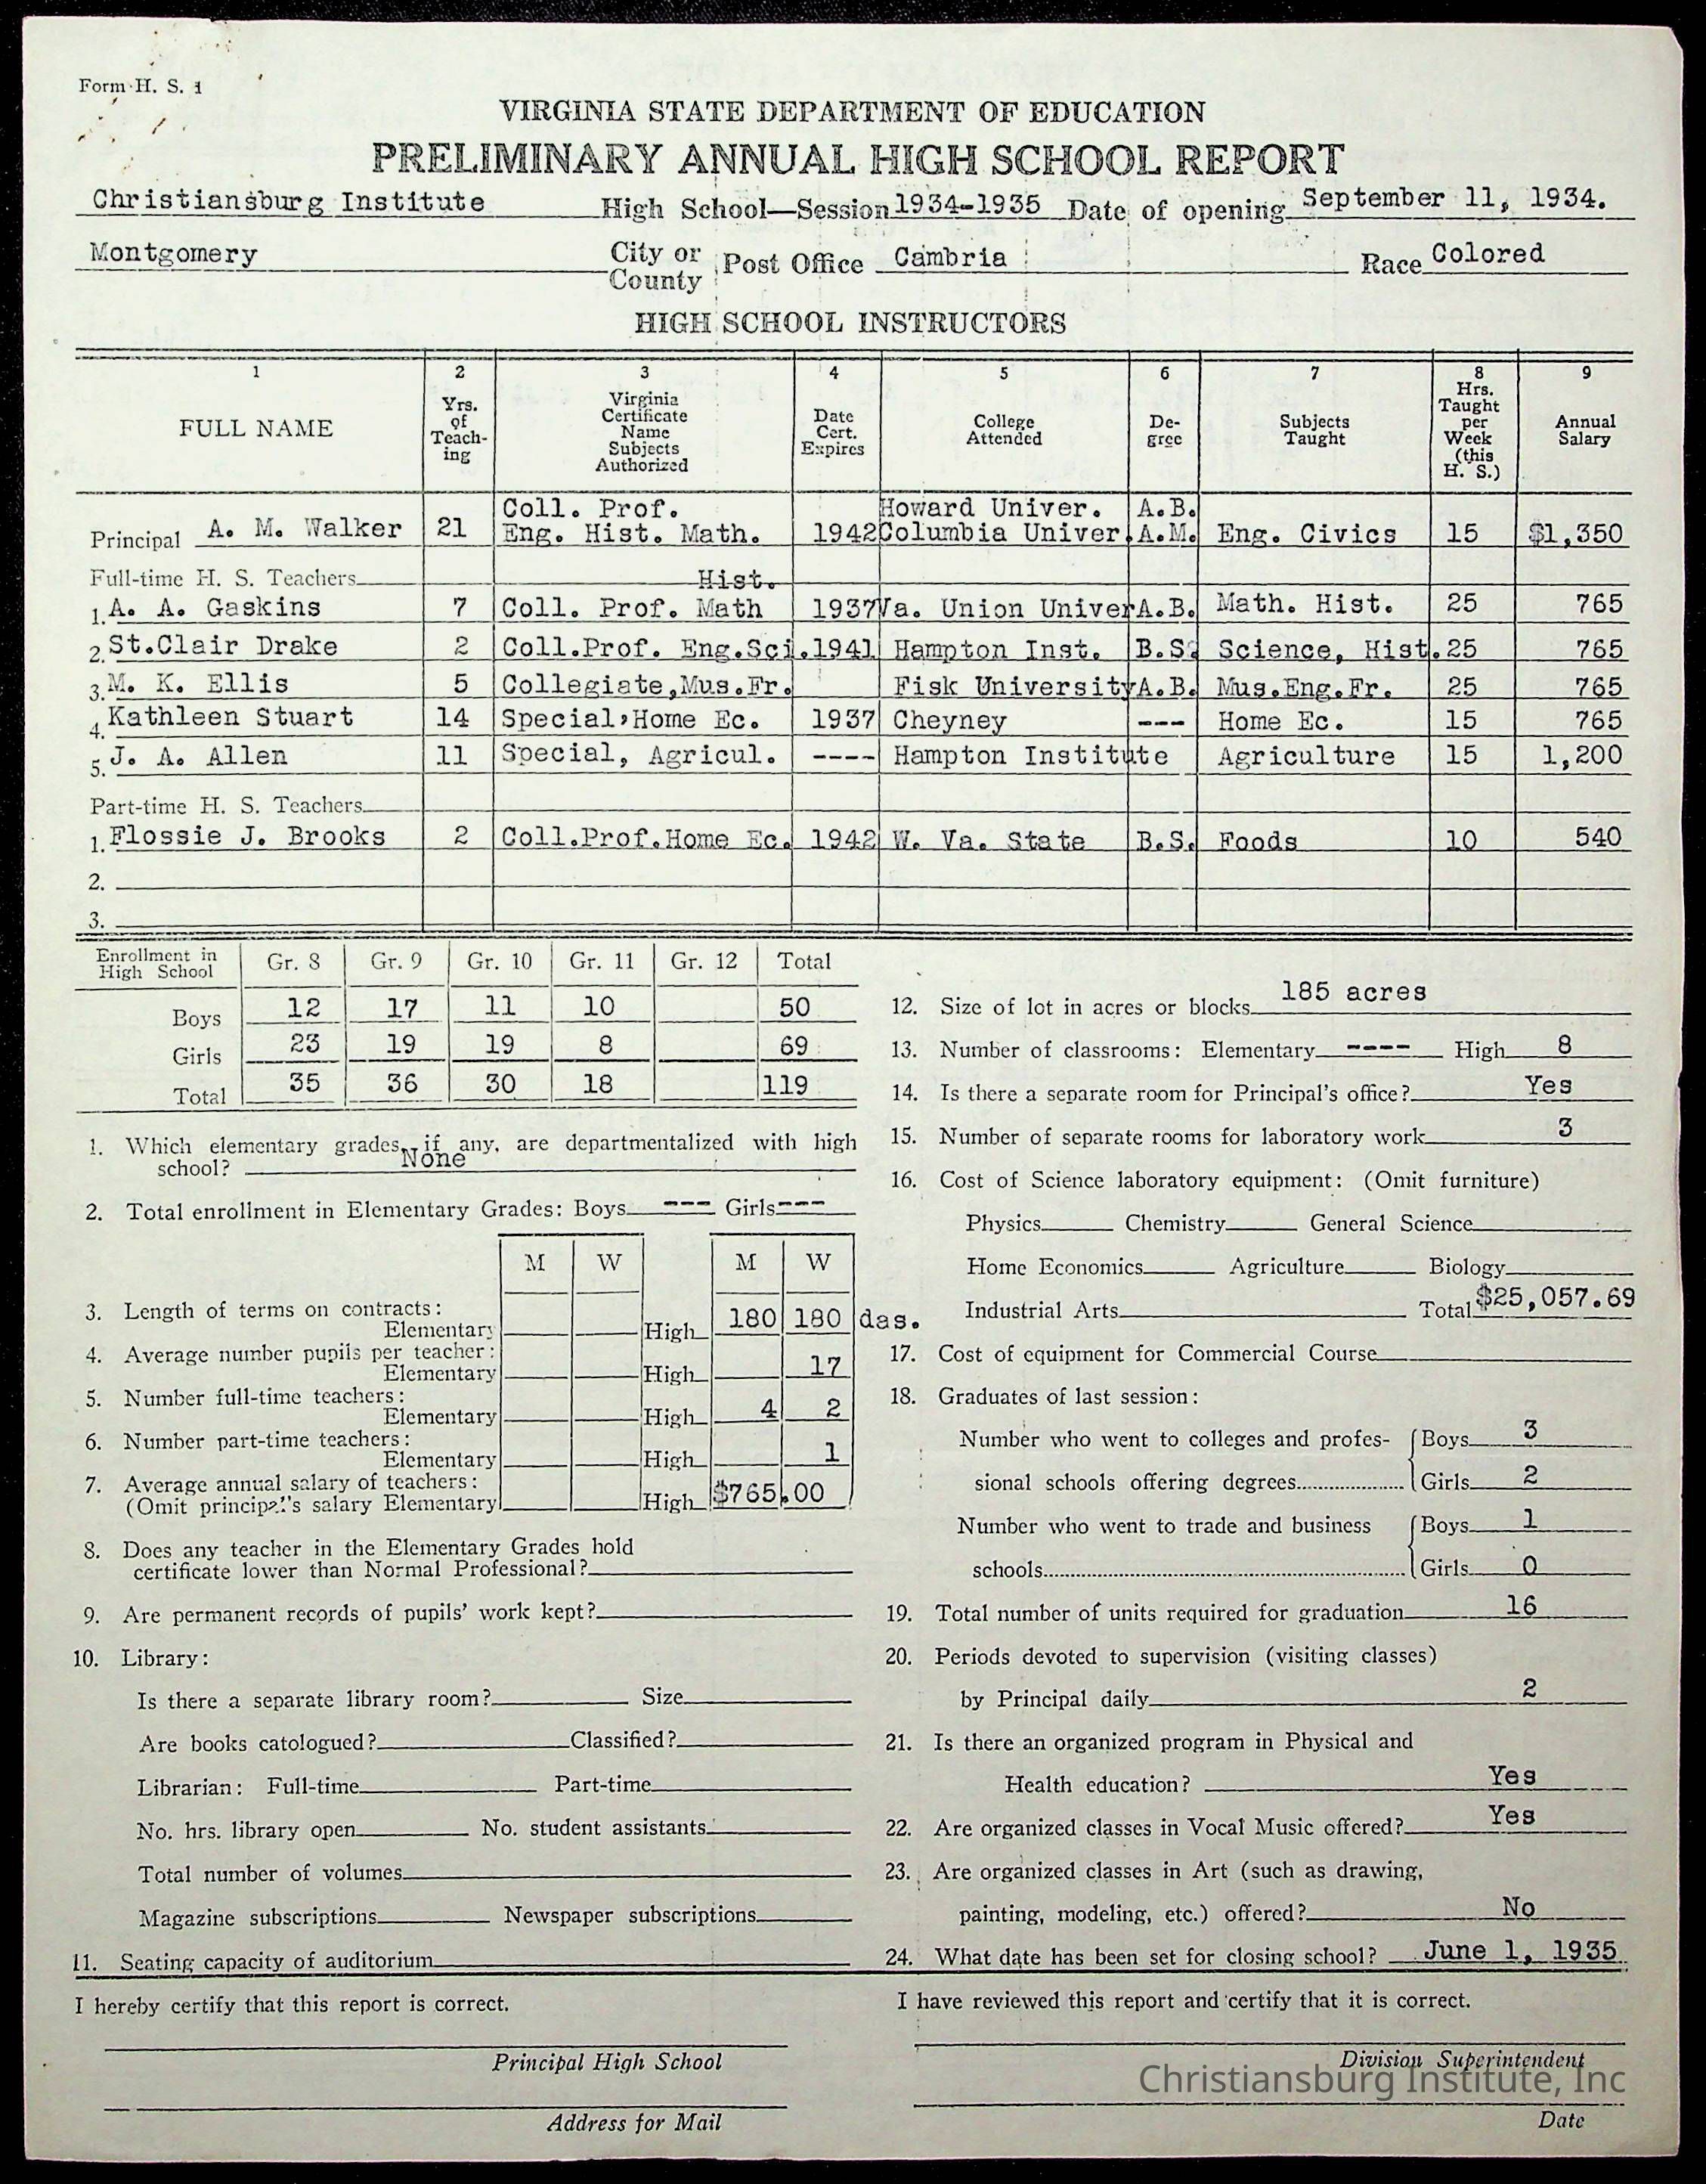 Form H. S. 1
VIRGINIA STATE DEPARTMENT OF EDUCATION
PRELIMINARY ANNUAL HIGH SCHOOL REPORT
Christiansburg Institute High School—Session 1934-1935 Date of opening September 11, 1934.
Montgomery City or County Post Office Cambria Race Colored
HIGH SCHOOL INSTRUCTORS
1 2 3 4 5 6 7 8 9
FULL NAME Yrs. of Teach-ing Virginia Certificate Name Subjects Authorized Date Cert. Expires College Attended De-gree Subjects Taught Hrs. Taught per Week (this H. S.) Annual Salary
Coll. Prof. Howard Univer. A.B.
Principal A. M. Walker 21 Eng. Hist. Math. 1942 Columbia Univer. A.M. Eng. Civics 15 $1,350
Full-time H. S. Teachers Hist.
1. A. A. Gaskins 7 Coll. Prof. Math 1937 Va. Union Univer A.B. Math. Hist. 25 765
2. St.Clair Drake 2 Coll.Prof. Eng.Sci. 1941 Hampton Inst. B.S. Science, Hist. 25 765
3. M. K. Ellis 5 Collegiate,Mus.Fr. Fisk University A.B. Mus.Eng.Fr. 25 765
4. Kathleen Stuart 14 Special,Home Ec. 1937 Cheyney --- Home Ec. 15 765
5. J. A. Allen 11 Special, Agricul. ---- Hampton Institute Agriculture 15 1,200
Part-time H. S. Teachers
1. Flossie J. Brooks 2 Coll.Prof.Home Ec. 1942 W. Va. State B.S. Foods 10 540
2.
3.
Enrollment in High School Gr. 8 Gr. 9 Gr. 10 Gr. 11 Gr. 12 Total
Boys 12 17 11 10 50
Girls 23 19 19 8 69
Total 35 36 30 18 119
1. Which elementary grades, if any, are departmentalized with high
school? None
2. Total enrollment in Elementary Grades: Boys --- Girls ---
M W M W
3. Length of terms on contracts:
Elementary High 180 180 das.
4. Average number pupils per teacher:
Elementary High 17
5. Number full-time teachers:
Elementary High 4 2
6. Number part-time teachers:
Elementary High 1
7. Average annual salary of teachers:
(Omit principal's salary Elementary High $765.00
8. Does any teacher in the Elementary Grades hold
certificate lower than Normal Professional?
9. Are permanent records of pupils' work kept?
10. Library:
Is there a separate library room? Size
Are books catologued? Classified?
Librarian: Full-time Part-time
No. hrs. library open No. student assistants
Total number of volumes
Magazine subscriptions Newspaper subscriptions
11. Seating capacity of auditorium
12. Size of lot in acres or blocks 185 acres
13. Number of classrooms: Elementary ---- High 8
14. Is there a separate room for Principal's office? Yes
15. Number of separate rooms for laboratory work 3
16. Cost of Science laboratory equipment: (Omit furniture)
Physics Chemistry General Science
Home Economics Agriculture Biology
Industrial Arts Total $25,057.69
17. Cost of equipment for Commercial Course
18. Graduates of last session:
Number who went to colleges and profes- Boys 3
sional schools offering degrees Girls 2
Number who went to trade and business Boys 1
schools Girls 0
19. Total number of units required for graduation 16
20. Periods devoted to supervision (visiting classes)
by Principal daily 2
21. Is there an organized program in Physical and
Health education? Yes
22. Are organized classes in Vocal Music offered? Yes
23. Are organized classes in Art (such as drawing,
painting, modeling, etc.) offered? No
24. What date has been set for closing school? June 1, 1935
I hereby certify that this report is correct.
Principal High School
Address for Mail
I have reviewed this report and certify that it is correct.
Division Superintendent
Christiansburg Institute, Inc
Date